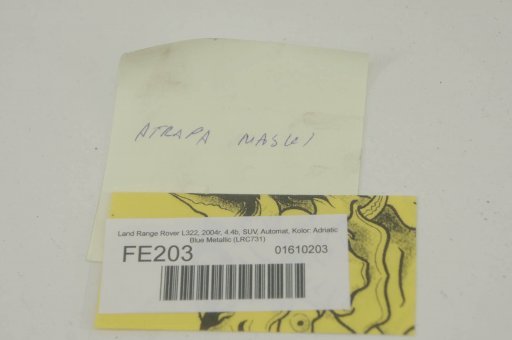 ATRAPA MASKI
Land Range Rover L322, 2004r, 4.4b, SUV, Automat, Kolor: Adriatic
Blue Metallic (LRC731)
FE203 01610203